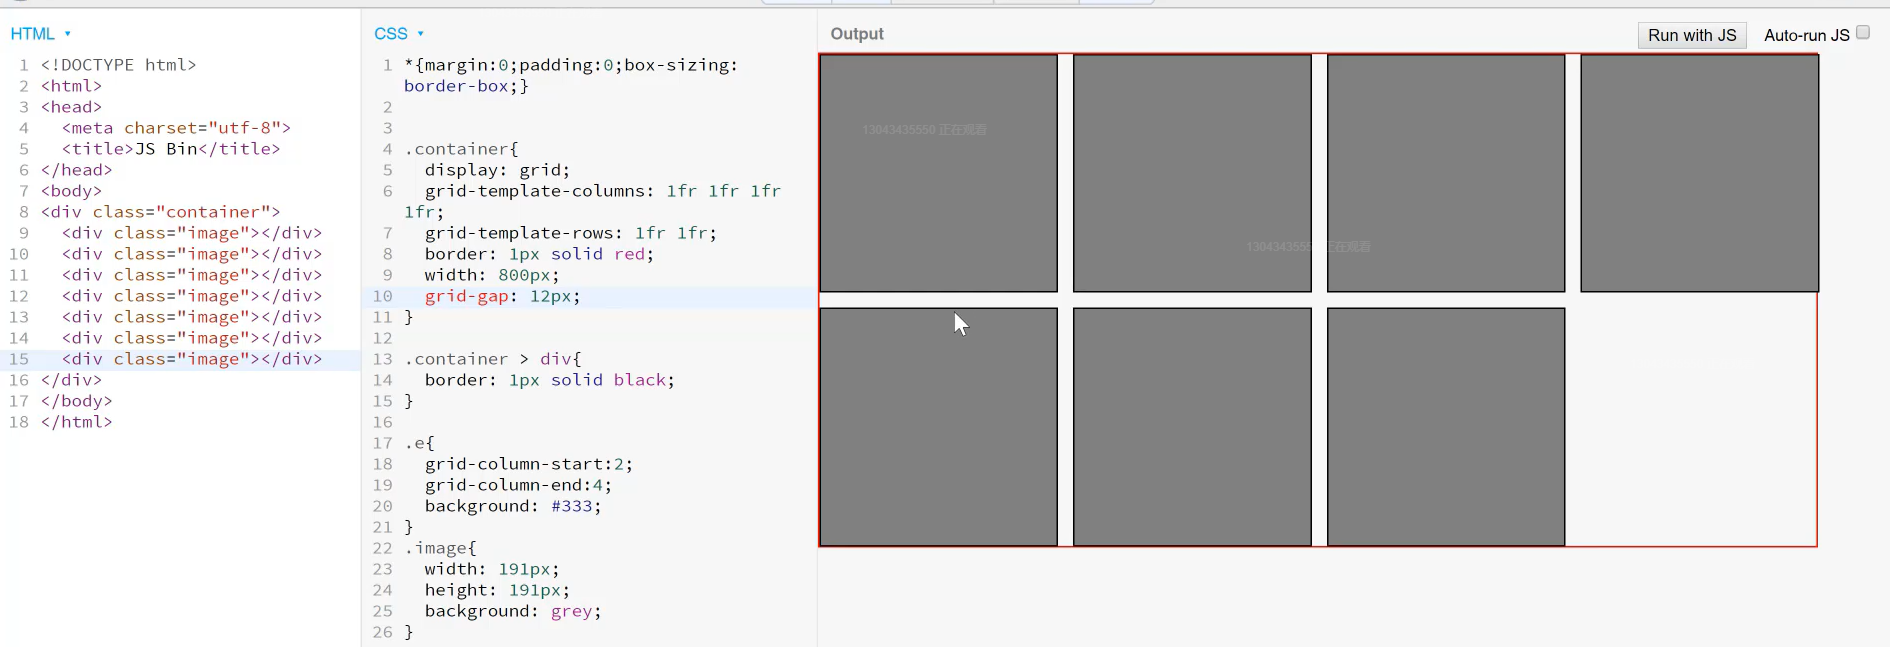 HTML ▾
1 <!DOCTYPE html>
2 <html>
3 <head>
4 <meta charset="utf-8">
5 <title>JS Bin</title>
6 </head>
7 <body>
8 <div class="container">
9 <div class="image"></div>
10 <div class="image"></div>
11 <div class="image"></div>
12 <div class="image"></div>
13 <div class="image"></div>
14 <div class="image"></div>
15 <div class="image"></div>
16 </div>
17 </body>
18 </html>
CSS ▾
1 *{margin:0;padding:0;box-sizing:
border-box;}
2
3
4 .container{
5 display: grid;
6 grid-template-columns: 1fr 1fr 1fr
1fr;
7 grid-template-rows: 1fr 1fr;
8 border: 1px solid red;
9 width: 800px;
10 grid-gap: 12px;
11 }
12
13 .container > div{
14 border: 1px solid black;
15 }
16
17 .e{
18 grid-column-start:2;
19 grid-column-end:4;
20 background: #333;
21 }
22 .image{
23 width: 191px;
24 height: 191px;
25 background: grey;
26 }
Output
Run with JS
Auto-run JS
13043435550 正在观看
1304343555 正在观看